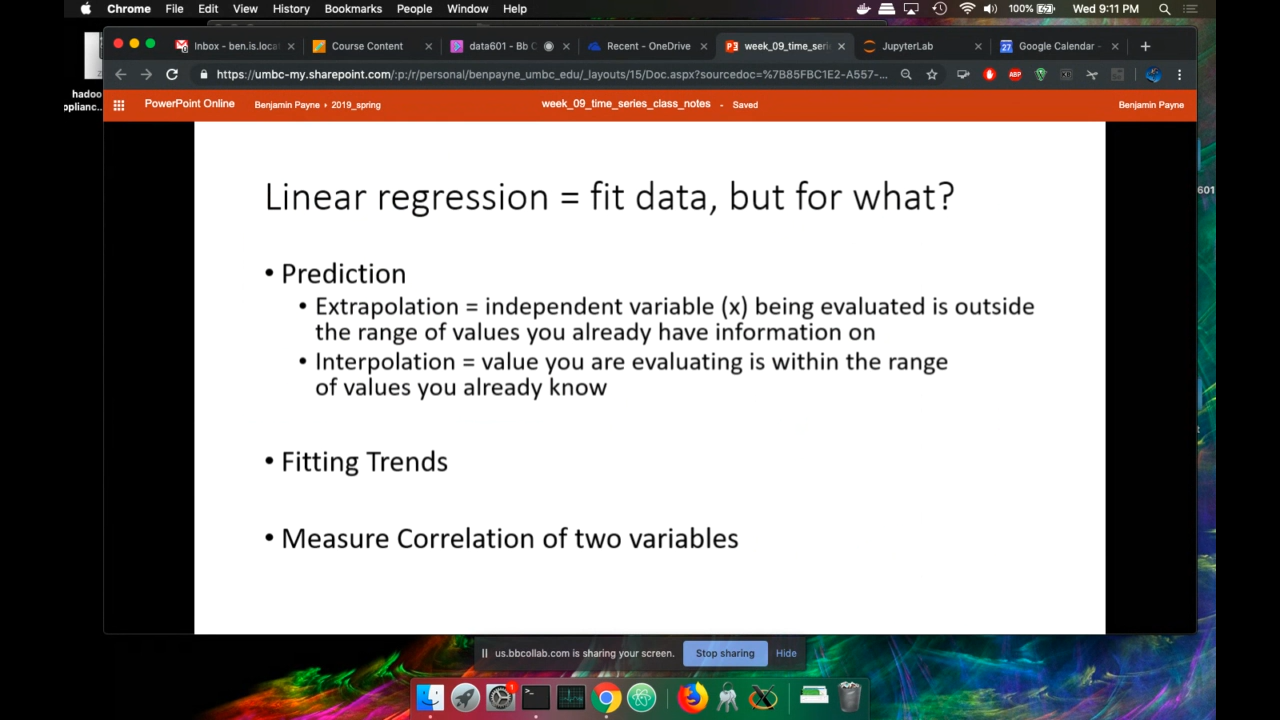 Chrome File Edit View History Bookmarks People Window Help 100% Wed 9:11 PM
Inbox - ben.is.loca
Course Content
data601 - Bb C
Recent - OneDrive
week_09_time_seri
JupyterLab
Google Calendar -
https://umbc-my.sharepoint.com/:p:/r/personal/benpayne_umbc_edu/_layouts/15/Doc.aspx?sourcedoc=%7B85FBC1E2-A557-...
ABP
hadoo
pplianc...
PowerPoint Online Benjamin Payne › 2019_spring week_09_time_series_class_notes - Saved Benjamin Payne
601
Linear regression = fit data, but for what?
• Prediction
• Extrapolation = independent variable (x) being evaluated is outside
the range of values you already have information on
• Interpolation = value you are evaluating is within the range
of values you already know
• Fitting Trends
• Measure Correlation of two variables
us.bbcollab.com is sharing your screen. Stop sharing Hide